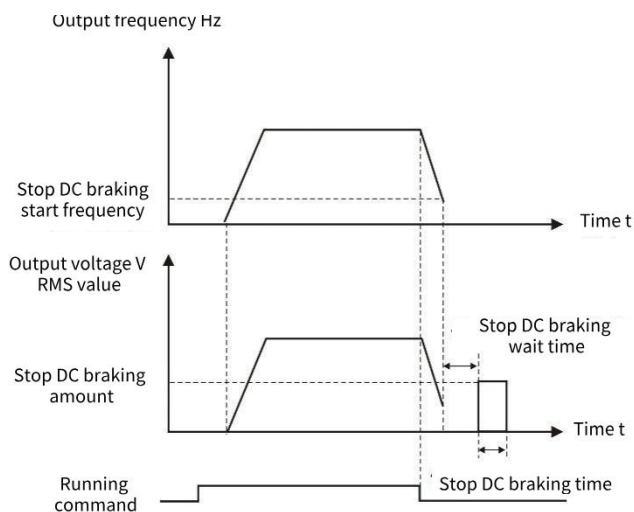 Output frequency Hz
Stop DC braking
start frequency
Time t
Output voltage V
RMS value
Stop DC braking
wait time
Stop DC braking
amount
Time t
Running
command
Stop DC braking time